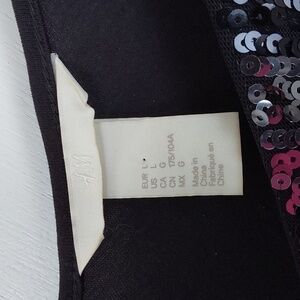 H&M
EUR L
US L
CA G
CN 175/104A
MX G
Made in
China
Fabriqué en
Chine